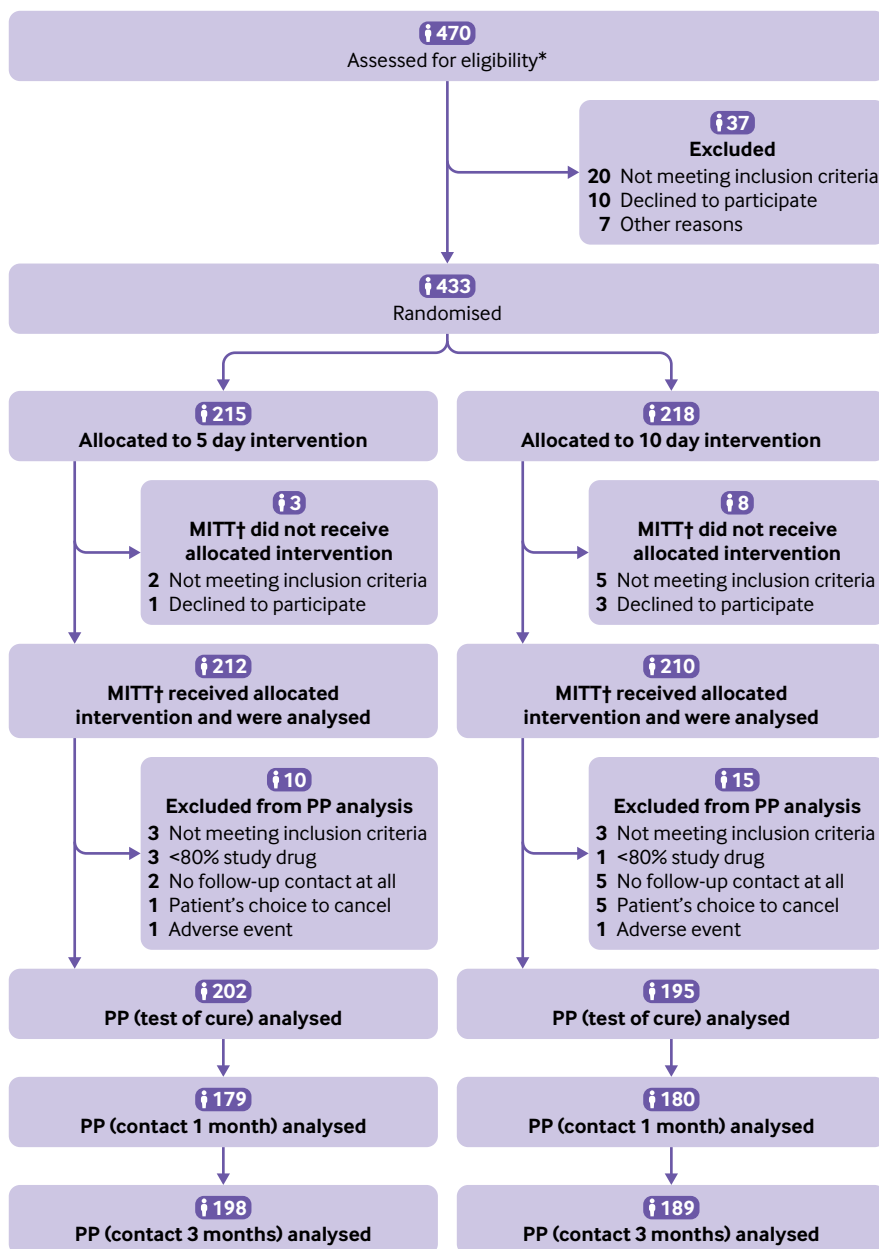 470
Assessed for eligibility*
37
Excluded
20 Not meeting inclusion criteria
10 Declined to participate
7 Other reasons
433
Randomised
215
Allocated to 5 day intervention
218
Allocated to 10 day intervention
3
MITT† did not receive
allocated intervention
2 Not meeting inclusion criteria
1 Declined to participate
8
MITT† did not receive
allocated intervention
5 Not meeting inclusion criteria
3 Declined to participate
212
MITT† received allocated
intervention and were analysed
210
MITT† received allocated
intervention and were analysed
10
Excluded from PP analysis
3 Not meeting inclusion criteria
3 <80% study drug
2 No follow-up contact at all
1 Patient's choice to cancel
1 Adverse event
15
Excluded from PP analysis
3 Not meeting inclusion criteria
1 <80% study drug
5 No follow-up contact at all
5 Patient's choice to cancel
1 Adverse event
202
PP (test of cure) analysed
195
PP (test of cure) analysed
179
PP (contact 1 month) analysed
180
PP (contact 1 month) analysed
198
PP (contact 3 months) analysed
189
PP (contact 3 months) analysed